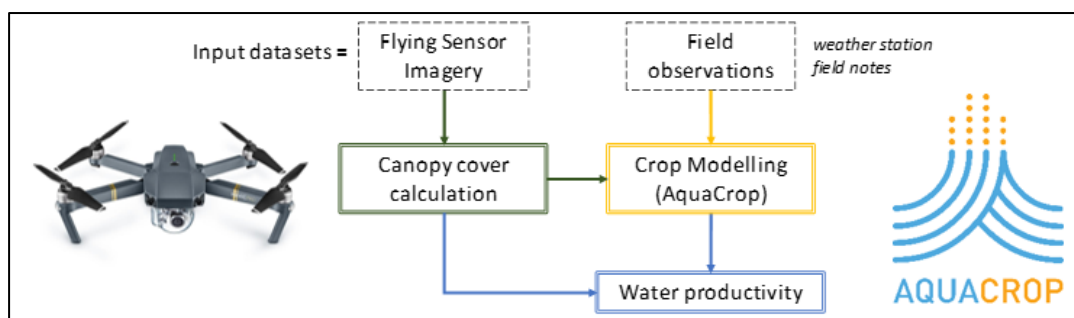 Input datasets =
Flying Sensor
Imagery
Field
observations
weather station
field notes
Canopy cover
calculation
Crop Modelling
(AquaCrop)
Water productivity
AQUACROP